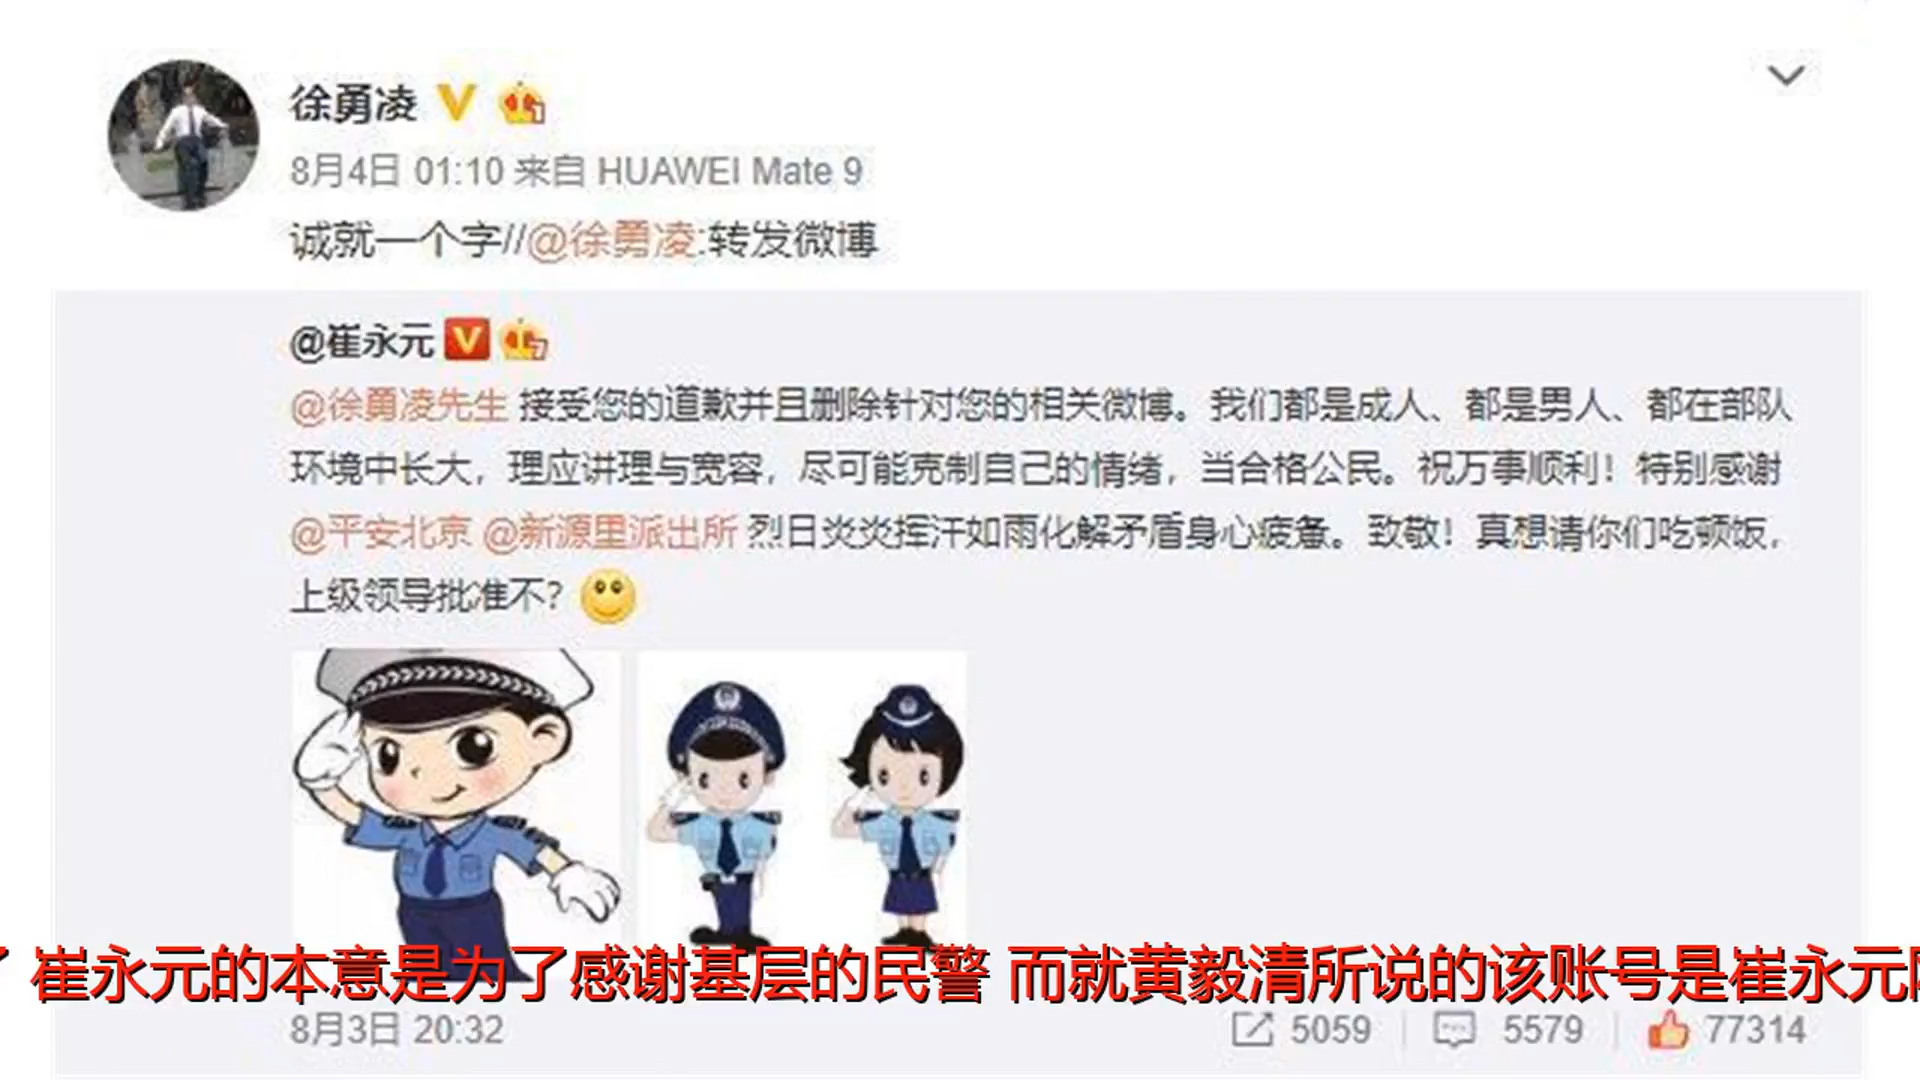 徐勇凌
8月4日 01:10 来自 HUAWEI Mate 9
诚就一个字//@徐勇凌:转发微博
@崔永元
@徐勇凌先生 接受您的道歉并且删除针对您的相关微博。我们都是成人、都是男人、都在部队
环境中长大，理应讲理与宽容，尽可能克制自己的情绪，当合格公民。祝万事顺利！特别感谢
@平安北京 @新源里派出所 烈日炎炎挥汗如雨化解矛盾身心疲惫。致敬！真想请你们吃顿饭，
上级领导批准不？
崔永元的本意是为了感谢基层的民警 而就黄毅清所说的该账号是崔永元
8月3日 20:32 5059 5579 77314